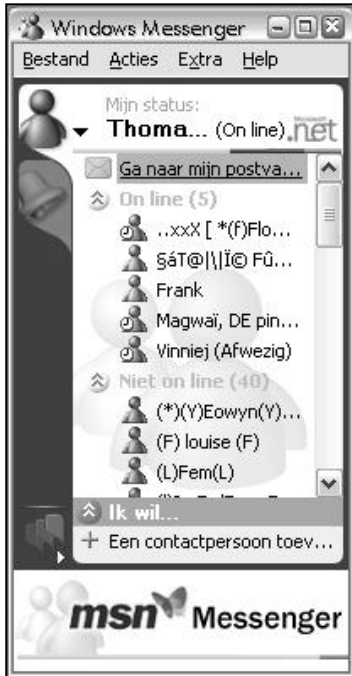 Windows Messenger
Bestand Acties Extra Help
Mijn status:
Thoma... (On line)
Microsoft
.net
Ga naar mijn postva...
On line (5)
..xxX [ *(f)Flo...
§áT@|\|Ï© Fû...
Frank
Magwaï, DE pin...
Vinniej (Afwezig)
Niet on line (40)
(*)(Y)Eowyn(Y)...
(F) louise (F)
(L)Fem(L)
Ik wil...
+ Een contactpersoon toev...
msn Messenger